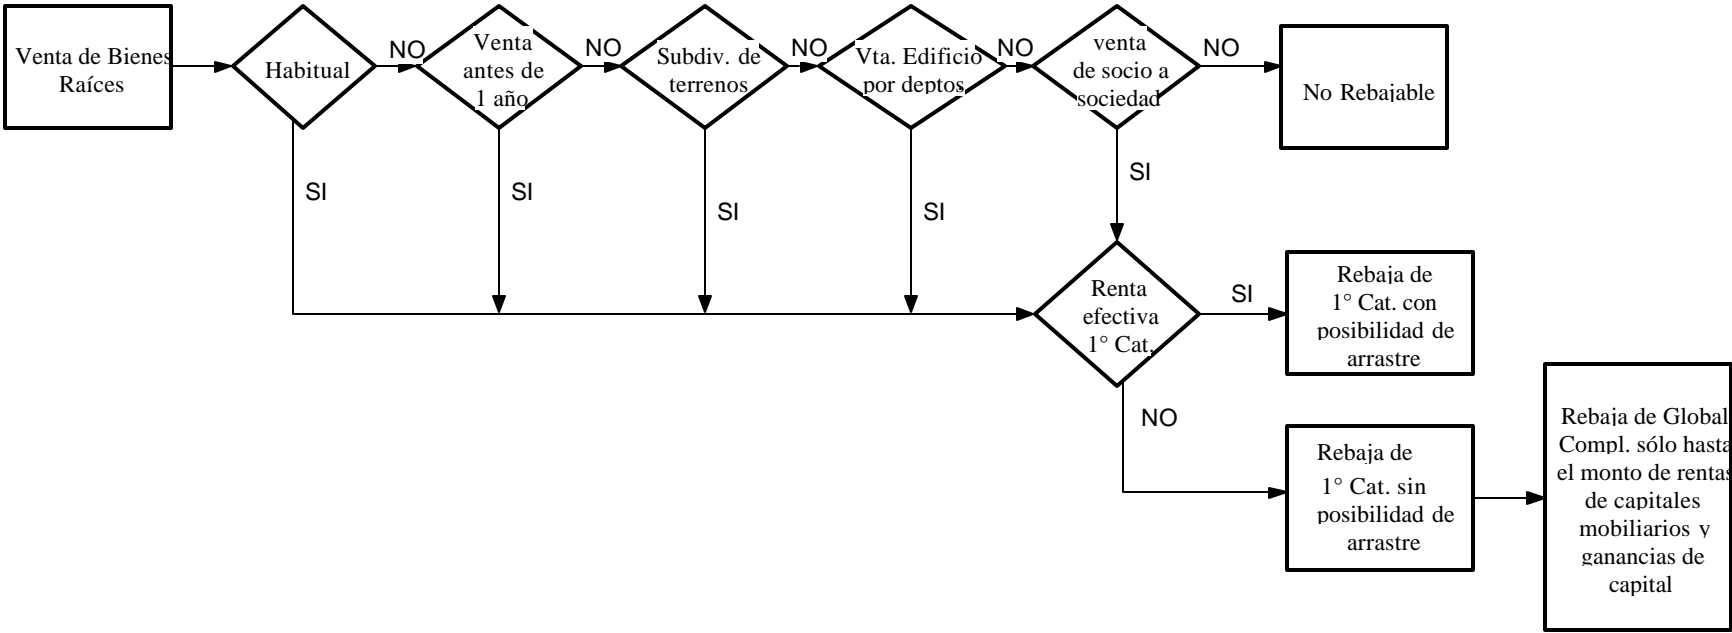 Venta de Bienes
Raíces
Habitual
NO
Venta
antes de
1 año
NO
Subdiv. de
terrenos
NO
Vta. Edificio
por deptos
NO
venta
de socio a
sociedad
NO
No Rebajable
SI
SI
SI
SI
SI
Renta
efectiva
1° Cat.
SI
Rebaja de
1° Cat. con
posibilidad de
arrastre
NO
Rebaja de
1° Cat. sin
posibilidad de
arrastre
Rebaja de Global
Compl. sólo hasta
el monto de rentas
de capitales
mobiliarios y
ganancias de
capital